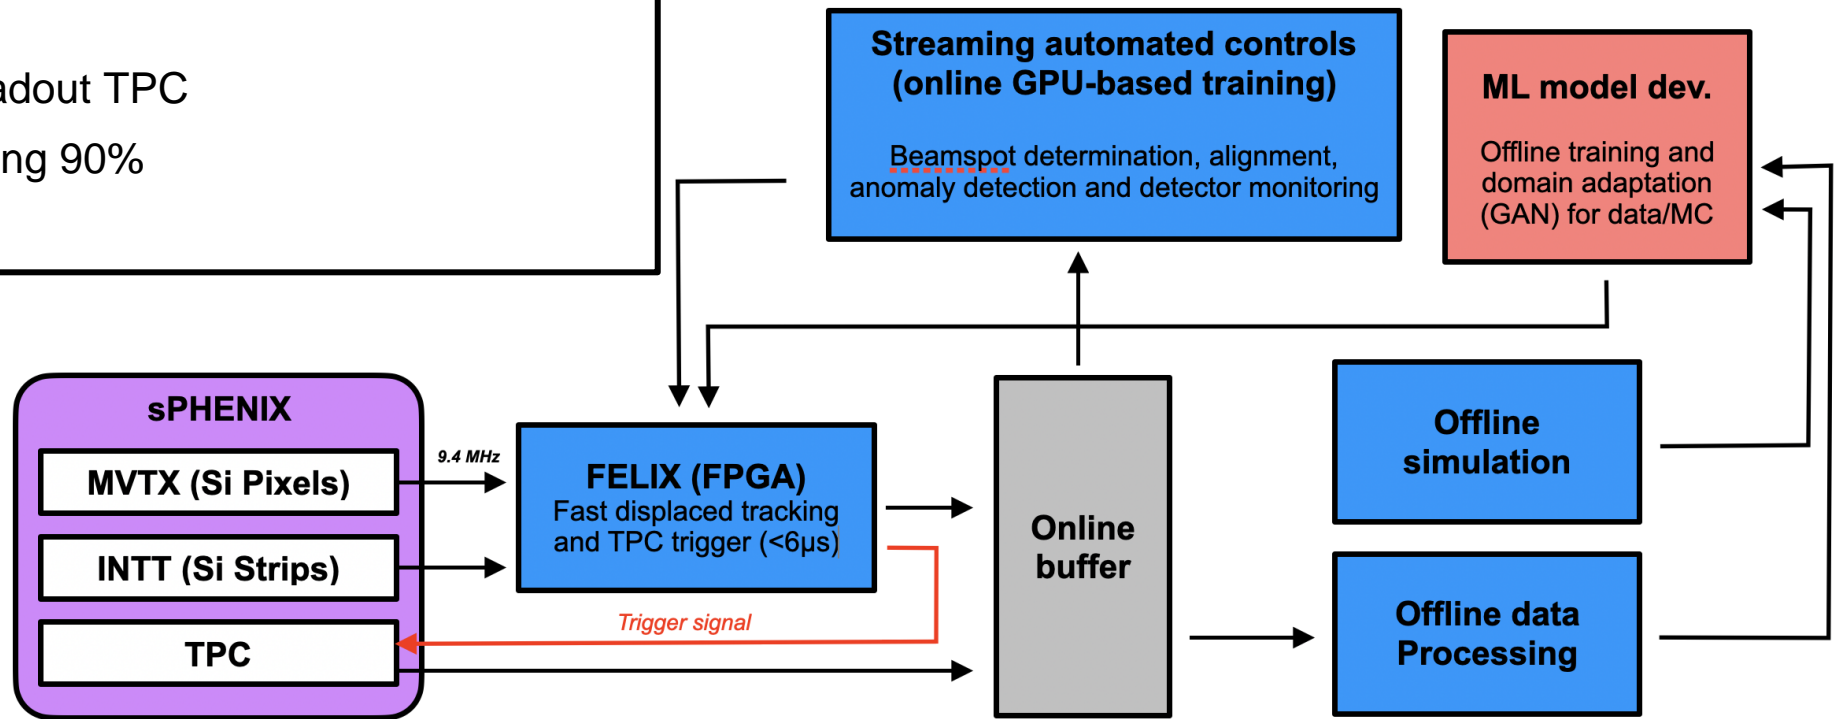 adout TPC
ng 90%
Streaming automated controls
(online GPU-based training)
Beamspot determination, alignment,
anomaly detection and detector monitoring
ML model dev.
Offline training and
domain adaptation
(GAN) for data/MC
sPHENIX
MVTX (Si Pixels)
INTT (Si Strips)
TPC
9.4 MHz
FELIX (FPGA)
Fast displaced tracking
and TPC trigger (<6µs)
Trigger signal
Online
buffer
Offline
simulation
Offline data
Processing